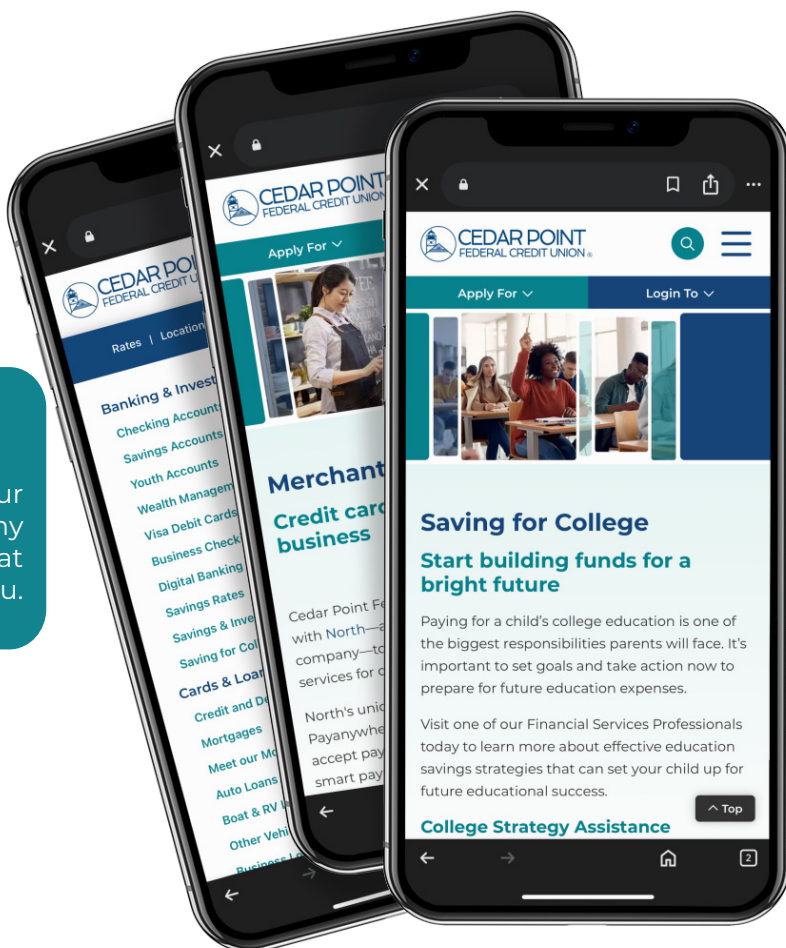 ur
ny
at
u.
CEDAR POI
FEDERAL CREDIT U
Rates | Location
Banking & Invest
Checking Account
Savings Accounts
Youth Accounts
Wealth Managem
Visa Debit Cards
Business Check
Digital Banking
Savings Rates
Savings & Inve
Saving for Col
Cards & Loan
Credit and De
Mortgages
Meet our Mo
Auto Loans
Boat & RV L
Other Vehi
Business Lo
CEDAR POINT
FEDERAL CREDIT UNION
Apply For
Merchant
Credit card
business
Cedar Point Fe
with North—a
company—to
services for c
North's uniq
Payanywhe
accept pay
smart pay
CEDAR POINT
FEDERAL CREDIT UNION ®
Apply For
Login To
Saving for College
Start building funds for a
bright future
Paying for a child's college education is one of
the biggest responsibilities parents will face. It's
important to set goals and take action now to
prepare for future education expenses.
Visit one of our Financial Services Professionals
today to learn more about effective education
savings strategies that can set your child up for
future educational success.
Top
College Strategy Assistance
2